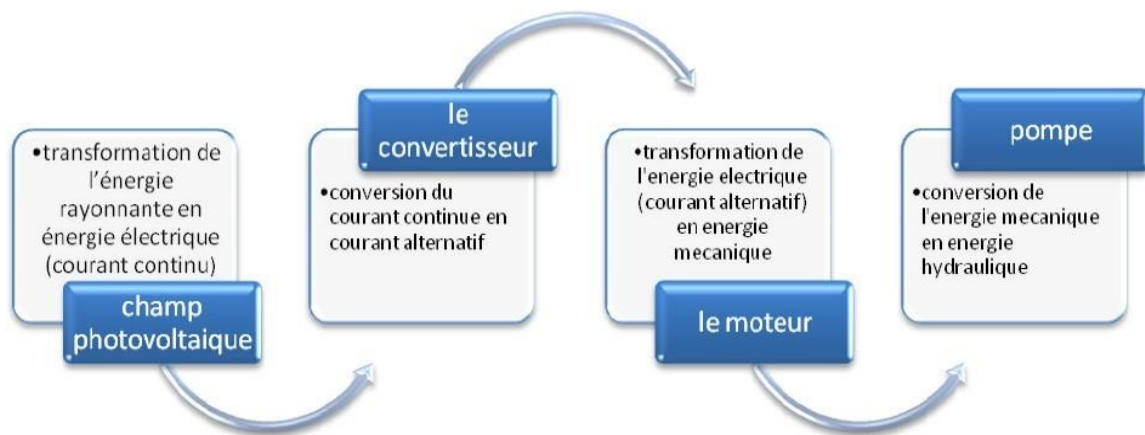 •transformation de
l'énergie
rayonnante en
énergie électrique
(courant continu)
champ
photovoltaique
le
convertisseur
•conversion du
courant continue en
courant alternatif
•transformation de
l'energie electrique
(courant alternatif)
en energie
mecanique
le moteur
pompe
•conversion de
l'energie mecanique
en energie
hydraulique